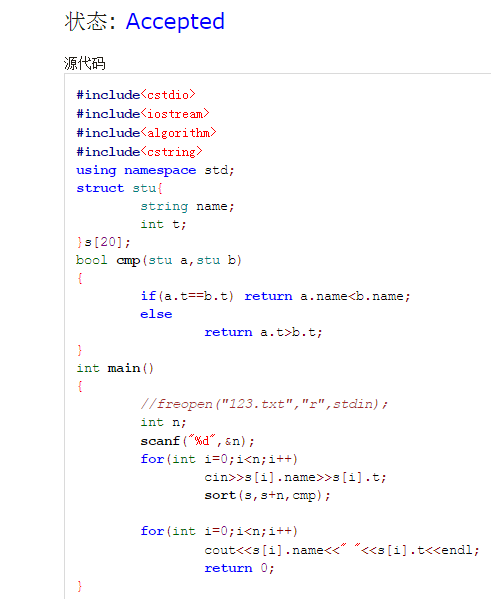 状态: Accepted
源代码
#include<cstdio>
#include<iostream>
#include<algorithm>
#include<cstring>
using namespace std;
struct stu{
        string name;
        int t;
}s[20];
bool cmp(stu a,stu b)
{
        if(a.t==b.t) return a.name<b.name;
        else
                return a.t>b.t;
}
int main()
{
        //freopen("123.txt","r",stdin);
        int n;
        scanf("%d",&n);
        for(int i=0;i<n;i++)
                cin>>s[i].name>>s[i].t;
                sort(s,s+n,cmp);

        for(int i=0;i<n;i++)
                cout<<s[i].name<<" "<<s[i].t<<endl;
                return 0;
}